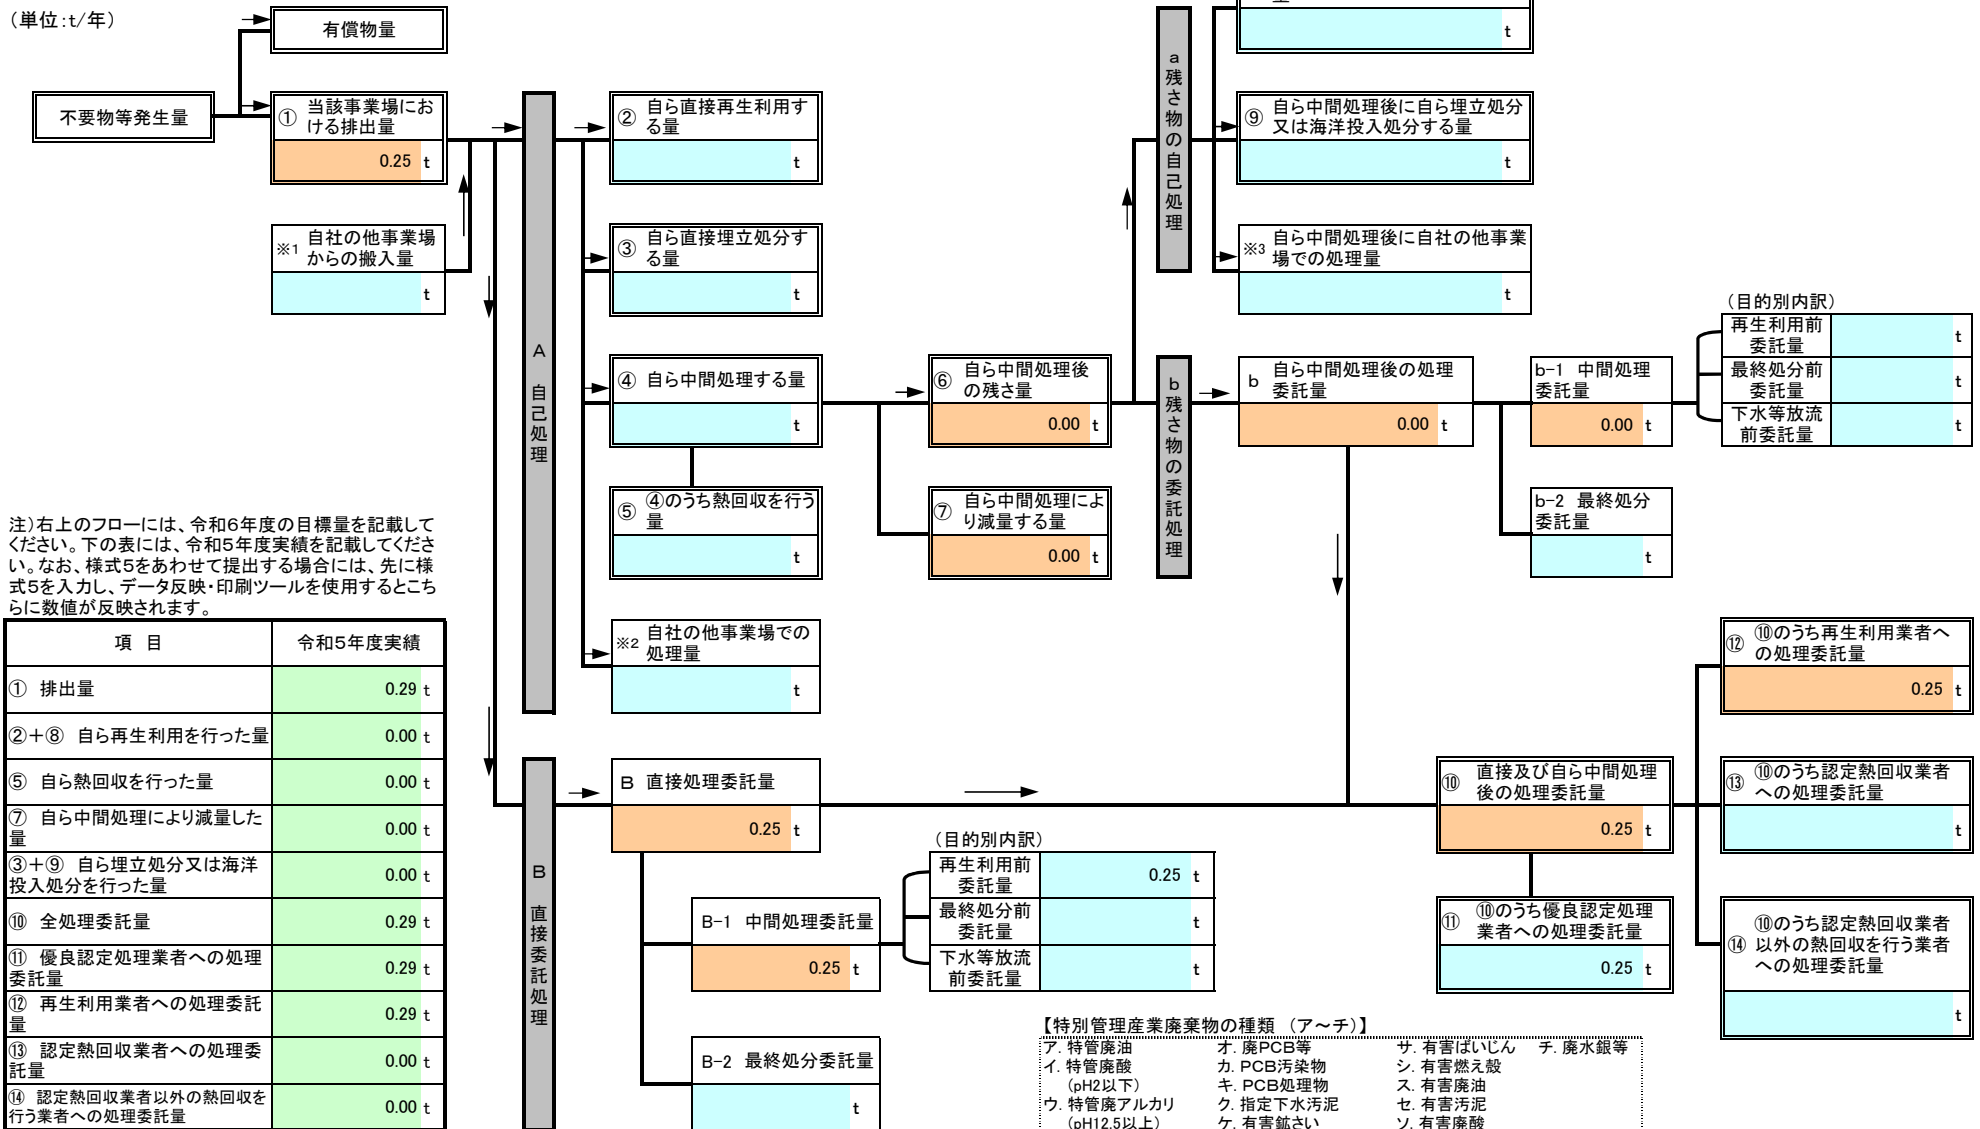 （単位：t/年）
有償物量
不要物等発生量
①
当該事業場にお
ける排出量
0.25 t
※1
自社の他事業場
からの搬入量
t
A 自己処理
②
自ら直接再生利用す
る量
t
③
自ら直接埋立処分す
る量
t
④ 自ら中間処理する量
t
⑤
④のうち熱回収を行う
量
t
※2
自社の他事業場での
処理量
t
⑥
自ら中間処理後
の残さ量
0.00 t
⑦
自ら中間処理によ
り減量する量
0.00 t
a残さ物の自己処理
t
⑨
自ら中間処理後に自ら埋立処分
又は海洋投入処分する量
t
※3
自ら中間処理後に自社の他事業
場での処理量
t
b残さ物の委託処理
b
自ら中間処理後の処理
委託量
0.00 t
b-1 中間処理
委託量
0.00 t
b-2 最終処分
委託量
t
（目的別内訳）
再生利用前
委託量
t
最終処分前
委託量
t
下水等放流
前委託量
t
注）右上のフローには、令和６年度の目標量を記載して
ください。下の表には、令和５年度実績を記載してくださ
い。なお、様式５をあわせて提出する場合には、先に様
式５を入力し、データ反映・印刷ツールを使用するとこち
らに数値が反映されます。
項 目 令和５年度実績
① 排出量 0.29 t
②＋⑧ 自ら再生利用を行った量 0.00 t
⑤ 自ら熱回収を行った量 0.00 t
⑦ 自ら中間処理により減量した
量
0.00 t
③＋⑨ 自ら埋立処分又は海洋
投入処分を行った量
0.00 t
⑩ 全処理委託量 0.29 t
⑪ 優良認定処理業者への処理
委託量
0.29 t
⑫ 再生利用業者への処理委託
量
0.29 t
⑬ 認定熱回収業者への処理委
託量
0.00 t
⑭ 認定熱回収業者以外の熱回収を
行う業者への処理委託量
0.00 t
B 直接委託処理
B 直接処理委託量
0.25 t
B-1 中間処理委託量
0.25 t
B-2 最終処分委託量
t
（目的別内訳）
再生利用前
委託量
0.25 t
最終処分前
委託量
t
下水等放流
前委託量
t
⑩
直接及び自ら中間処理
後の処理委託量
0.25 t
⑪
⑩のうち優良認定処理
業者への処理委託量
0.25 t
⑫
⑩のうち再生利用業者へ
の処理委託量
0.25 t
⑬
⑩のうち認定熱回収業者
への処理委託量
t
⑭
⑩のうち認定熱回収業者
以外の熱回収を行う業者
への処理委託量
t
【特別管理産業廃棄物の種類 （ア～チ）】
ア．特管廃油 オ．廃PCB等 サ．有害ばいじん チ．廃水銀等
イ．特管廃酸 カ．PCB汚染物 シ．有害燃え殻
（pH2以下） キ．PCB処理物 ス．有害廃油
ウ．特管廃アルカリ ク．指定下水汚泥 セ．有害汚泥
（pH12.5以上） ケ．有害鉱さい ソ．有害廃酸